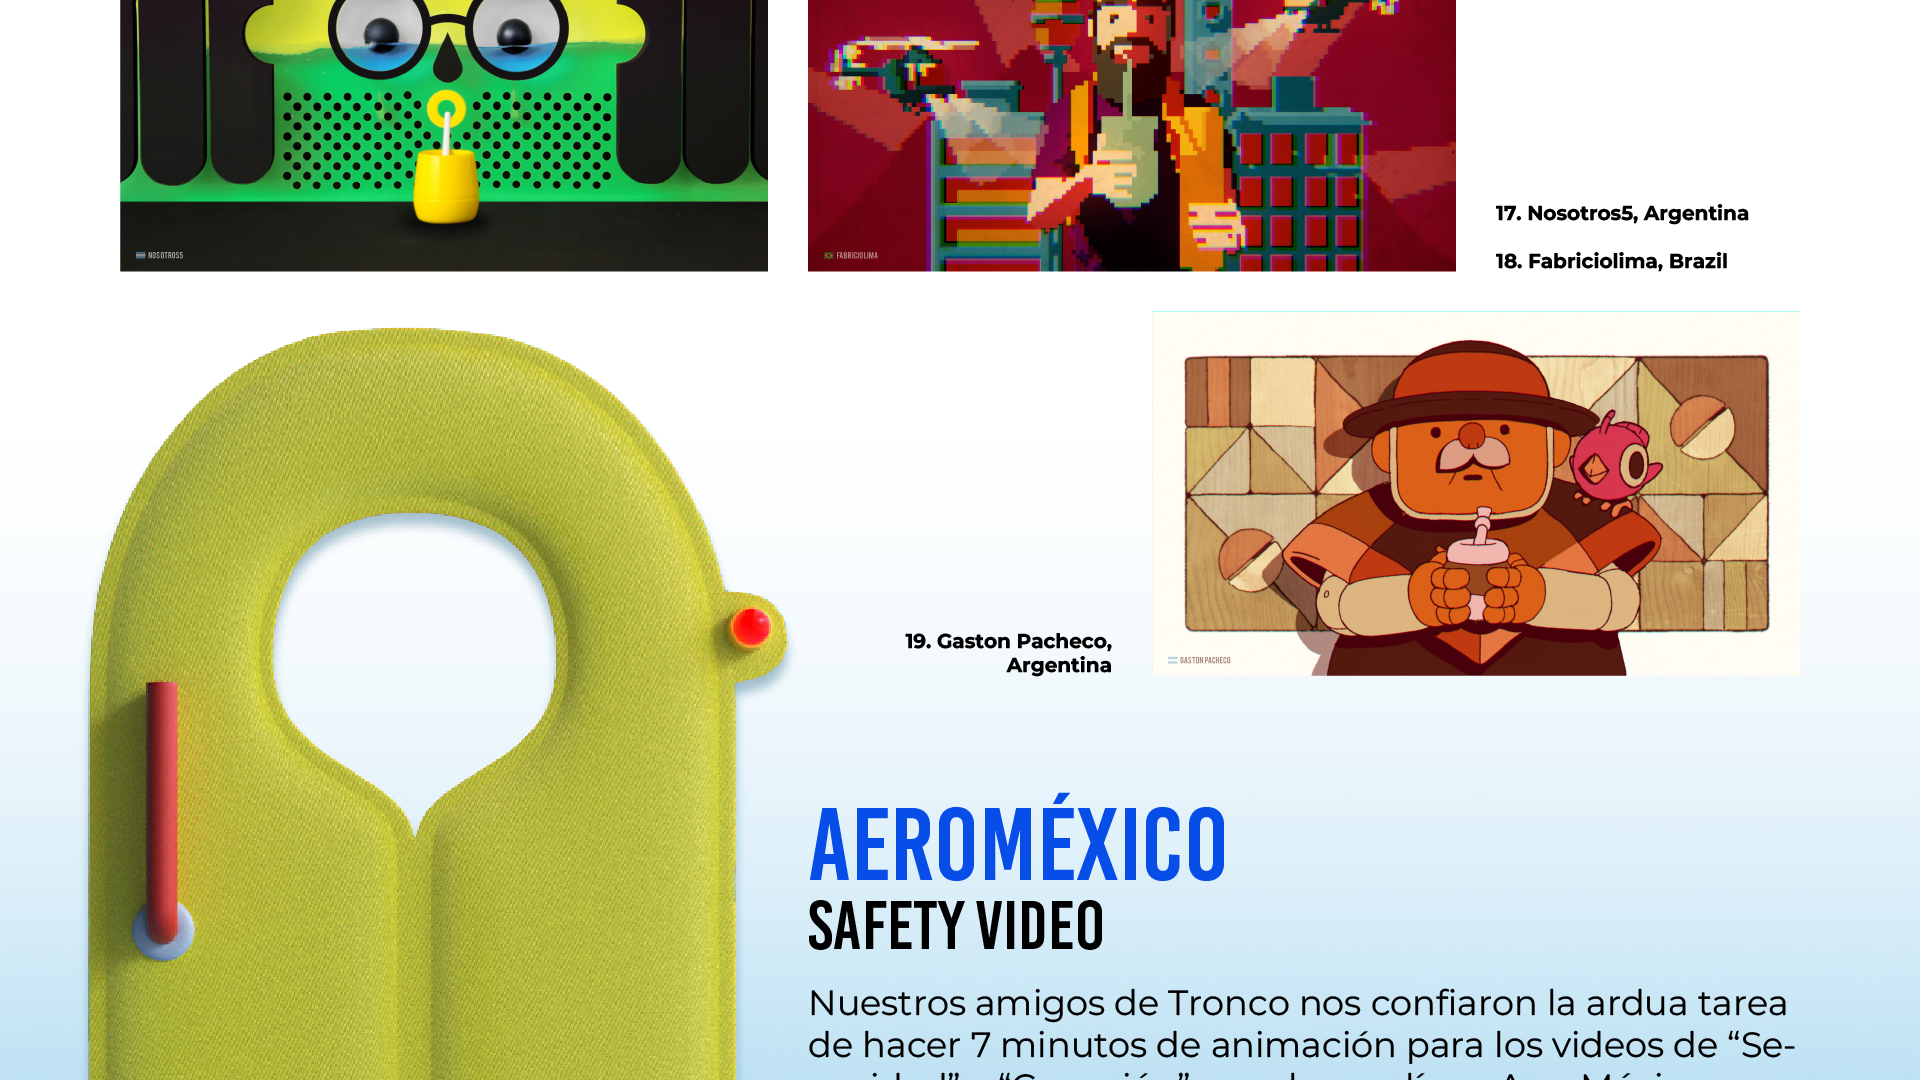 NOSOTROS5
FABRICIOLIMA
17. Nosotros5, Argentina
18. Fabriciolima, Brazil
19. Gaston Pacheco,
Argentina
GASTON PACHECO
AEROMÉXICO
SAFETY VIDEO
Nuestros amigos de Tronco nos confiaron la ardua tarea
de hacer 7 minutos de animación para los videos de “Se-